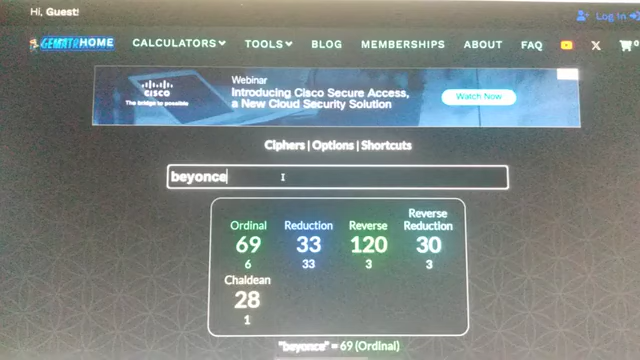 Hi, Guest!
Log In
GEMATR HOME CALCULATORS TOOLS BLOG MEMBERSHIPS ABOUT FAQ X 0
CISCO
The bridge to possible
Webinar
Introducing Cisco Secure Access,
a New Cloud Security Solution
Watch Now
Ciphers | Options | Shortcuts
beyonce
Ordinal Reduction Reverse Reverse Reduction
69 33 120 30
6 33 3 3
Chaldean
28
1
"beyonce" = 69 (Ordinal)